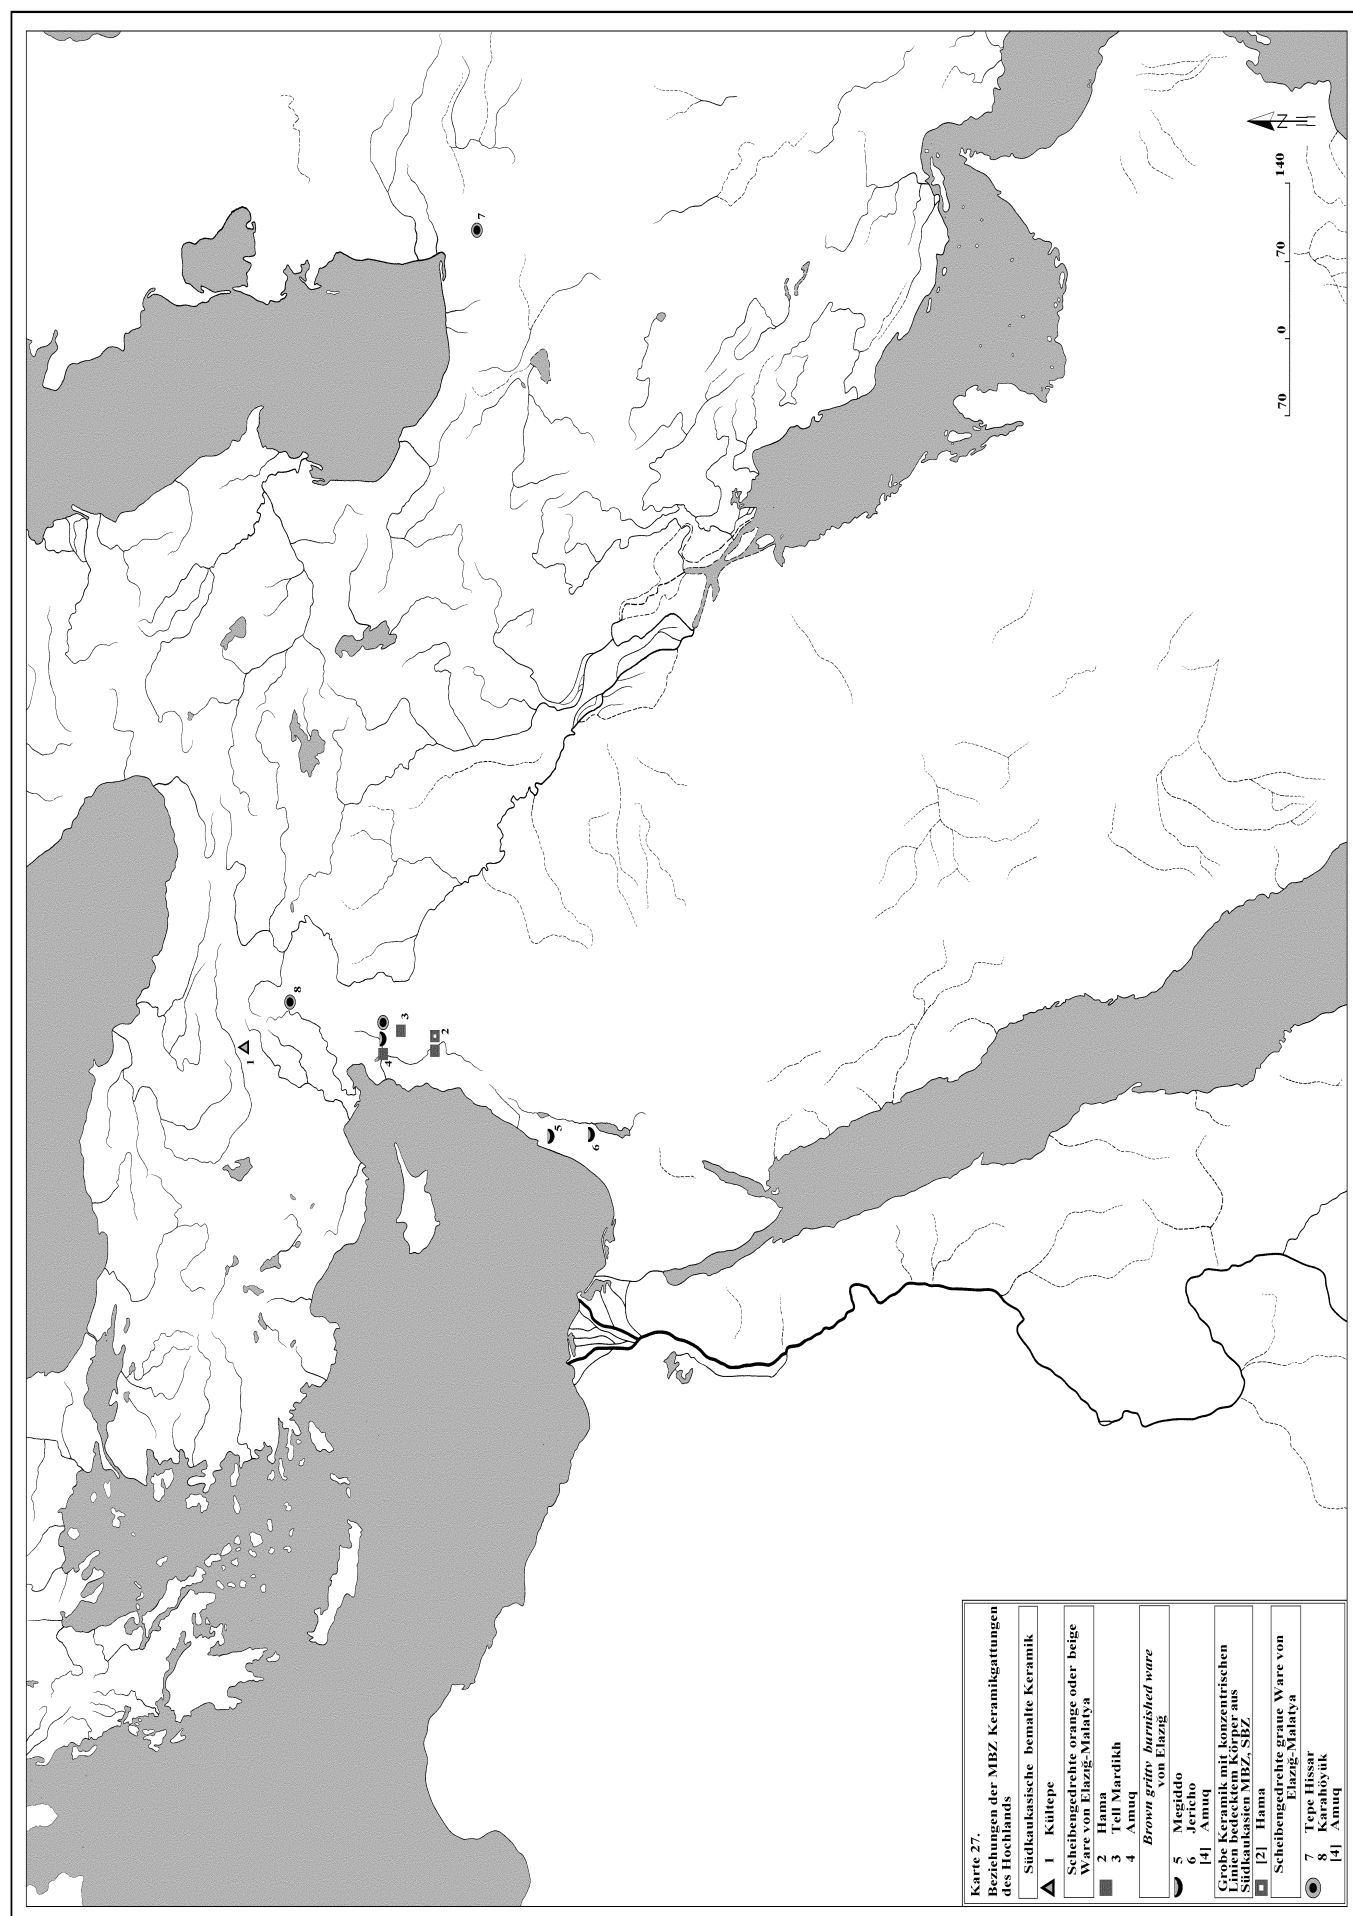 Karte 27.
Beziehungen der MBZ Keramikgattungen
des Hochlands
Südkaukasische bemalte Keramik
1 Kültepe
Scheibengedrehte orange oder beige
Ware von Elazığ-Malatya
2 Hama
3 Tell Mardikh
4 Amuq
Brown gritty burnished ware
von Elazığ
5 Megiddo
6 Jericho
[4] Amuq
Grobe Keramik mit konzentrischen
Linien bedecktem Körper aus
Südkaukasien MBZ, SBZ
[2] Hama
Scheibengedrehte graue Ware von
Elazığ-Malatya
7 Tepe Hissar
8 Karahöyük
[4] Amuq
1
8
4
3
2
5
6
7
70 0 70 140
N